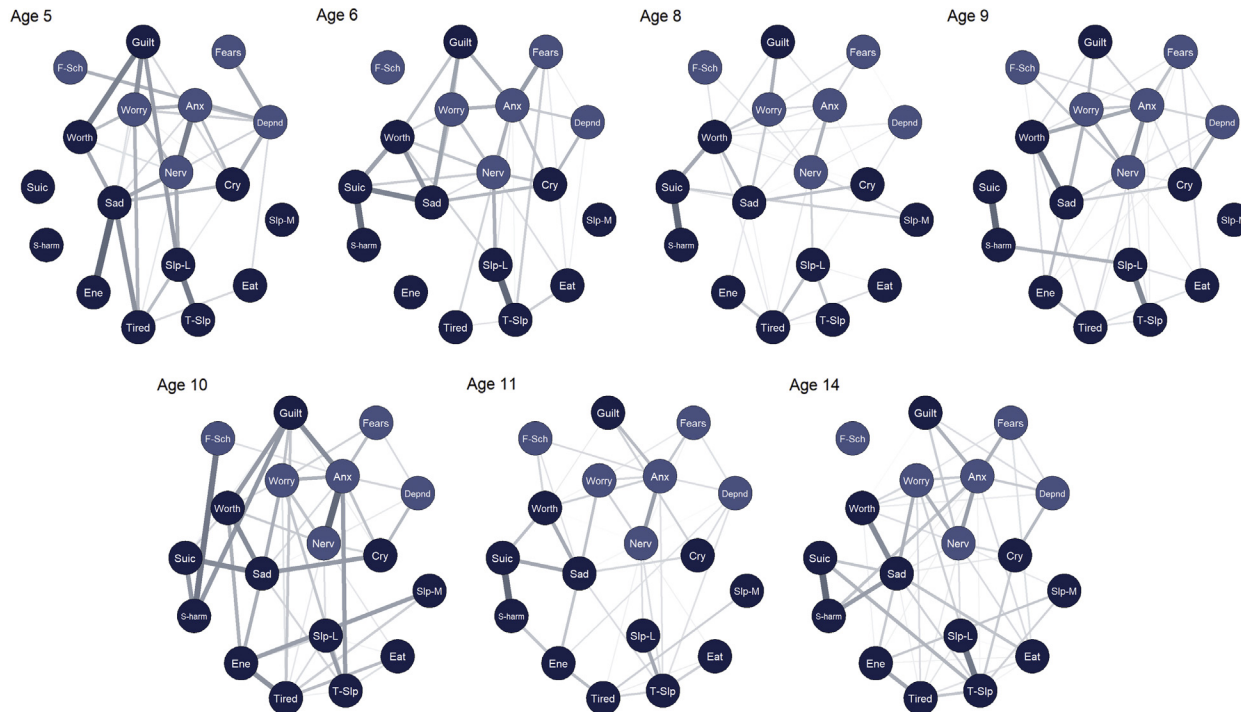 Age 5
Age 6
Age 8
Age 9
Guilt
Fears
F-Sch
Worry
Anx
Depnd
Worth
Nerv
Cry
Suic
Sad
Slp-M
S-harm
Slp-L
Ene
Eat
Tired
T-Slp
Guilt
Fears
F-Sch
Worry
Anx
Depnd
Worth
Nerv
Cry
Suic
Sad
Slp-M
S-harm
Slp-L
Ene
Eat
Tired
T-Slp
Guilt
Fears
F-Sch
Worry
Anx
Depnd
Worth
Nerv
Cry
Suic
Sad
Slp-M
S-harm
Slp-L
Ene
Eat
Tired
T-Slp
Guilt
Fears
F-Sch
Worry
Anx
Depnd
Worth
Nerv
Cry
Suic
Sad
Slp-M
S-harm
Slp-L
Ene
Eat
Tired
T-Slp
Age 10
Age 11
Age 14
Guilt
Fears
F-Sch
Worry
Anx
Depnd
Worth
Nerv
Cry
Suic
Sad
Slp-M
S-harm
Slp-L
Ene
Eat
Tired
T-Slp
Guilt
Fears
F-Sch
Worry
Anx
Depnd
Worth
Nerv
Cry
Suic
Sad
Slp-M
S-harm
Slp-L
Ene
Eat
Tired
T-Slp
Guilt
Fears
F-Sch
Worry
Anx
Depnd
Worth
Nerv
Cry
Suic
Sad
Slp-M
S-harm
Slp-L
Ene
Eat
Tired
T-Slp